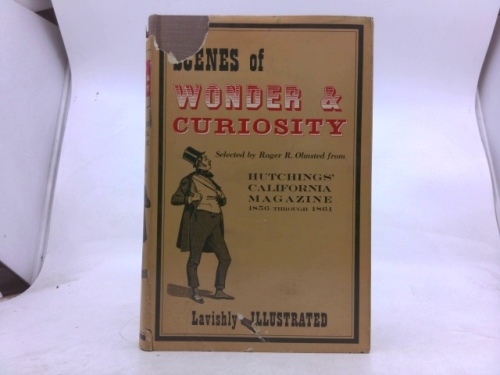 SCENES of
WONDER &
CURIOSITY
Selected by Roger R. Olmsted from
HUTCHINGS'
CALIFORNIA
MAGAZINE
1856 THROUGH 1861
Lavishly ILLUSTRATED